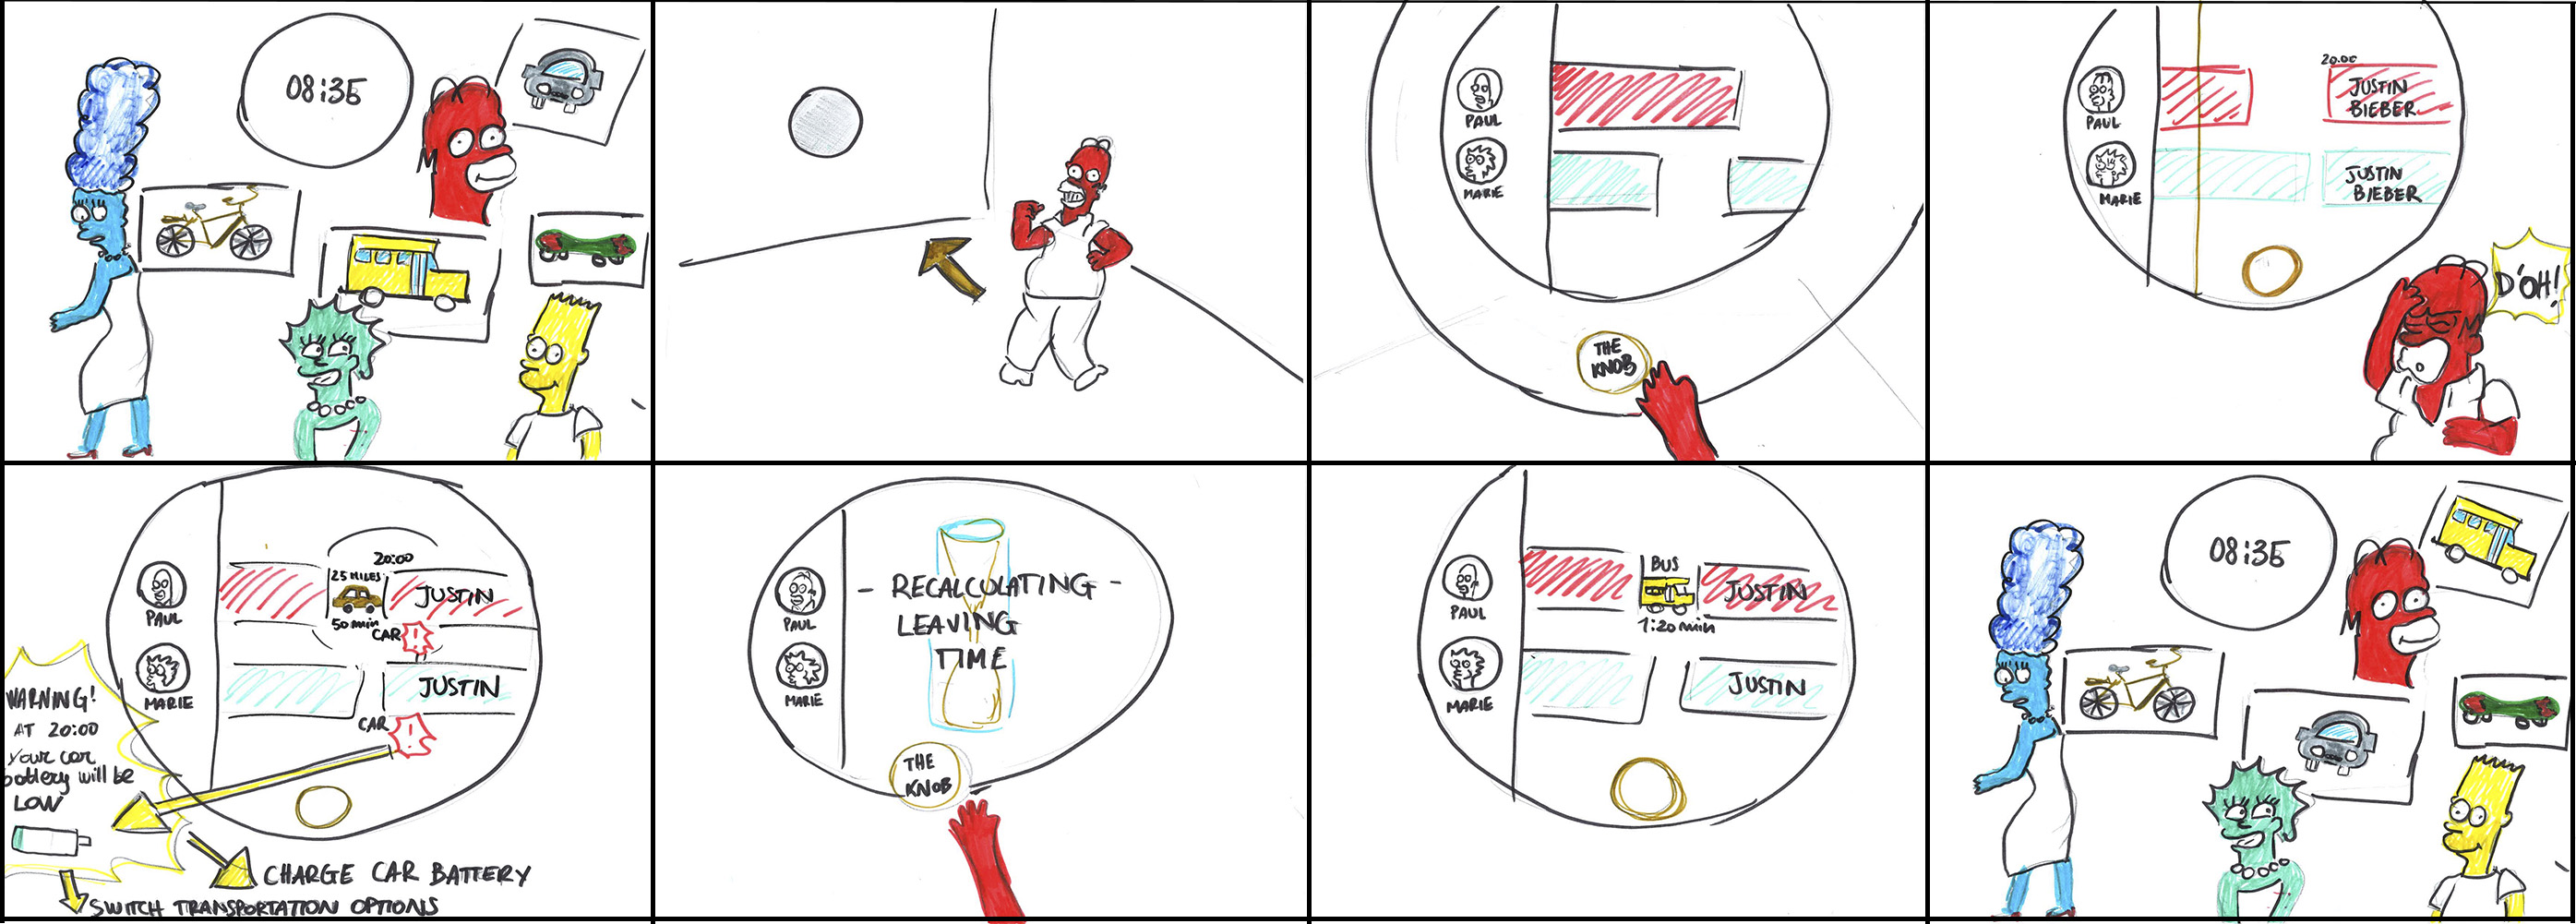 08:35
THE
KNOB
PAUL
MARIE
20:00
PAUL
JUSTIN
BIEBER
MARIE
JUSTIN
BIEBER
D'OH!
20:00
25 MILES
PAUL
JUSTIN
50 min
CAR !
MARIE
JUSTIN
CAR !
WARNING!
AT 20:00
Your car
battery will be
LOW
CHARGE CAR BATTERY
SWITCH TRANSPORTATION OPTIONS
PAUL
MARIE
- RECALCULATING -
LEAVING
TIME
THE
KNOB
BUS
PAUL
JUSTIN
1:20 min
MARIE
JUSTIN
08:35